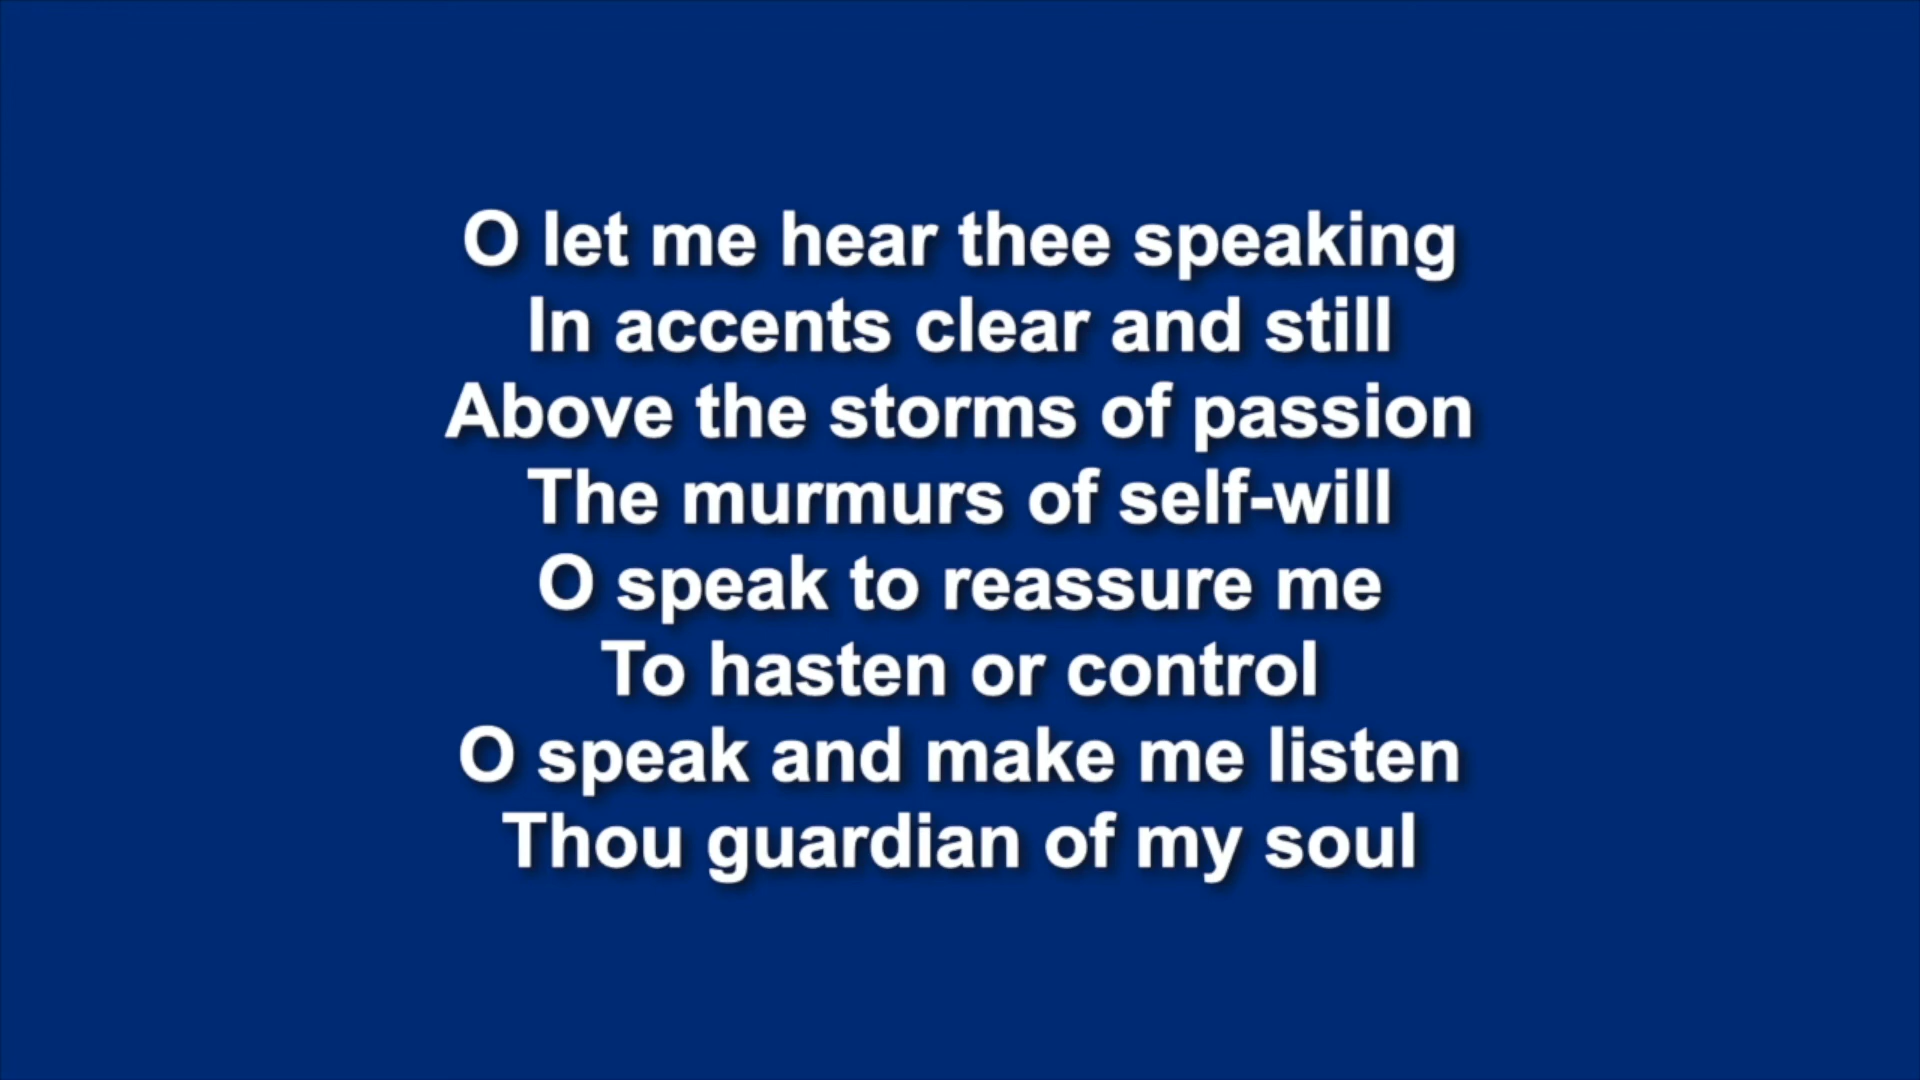 O let me hear thee speaking
In accents clear and still
Above the storms of passion
The murmurs of self-will
O speak to reassure me
To hasten or control
O speak and make me listen
Thou guardian of my soul